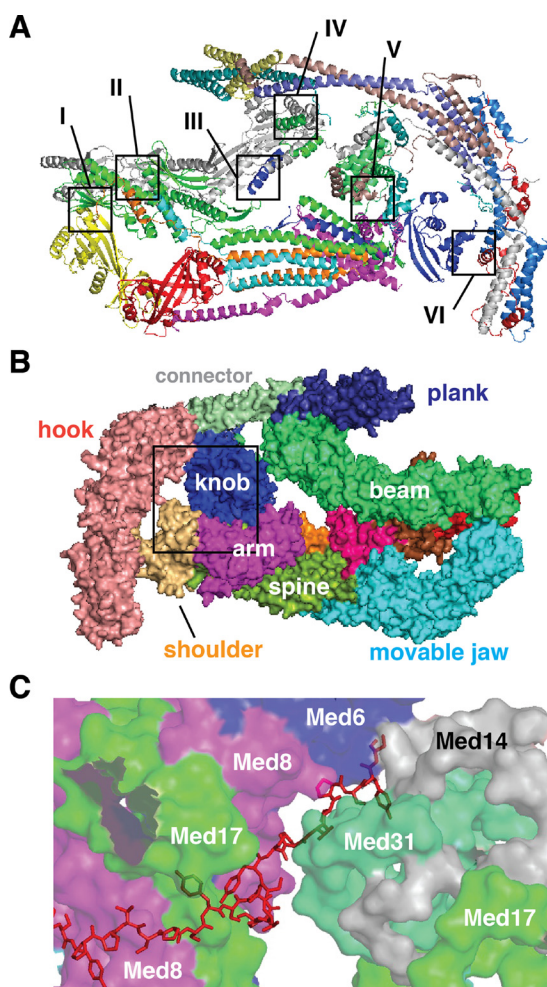 A
IV
V
II
III
I
VI
B
connector
plank
hook
knob
beam
arm
spine
shoulder
movable jaw
C
Med6
Med14
Med8
Med17
Med31
Med17
Med8